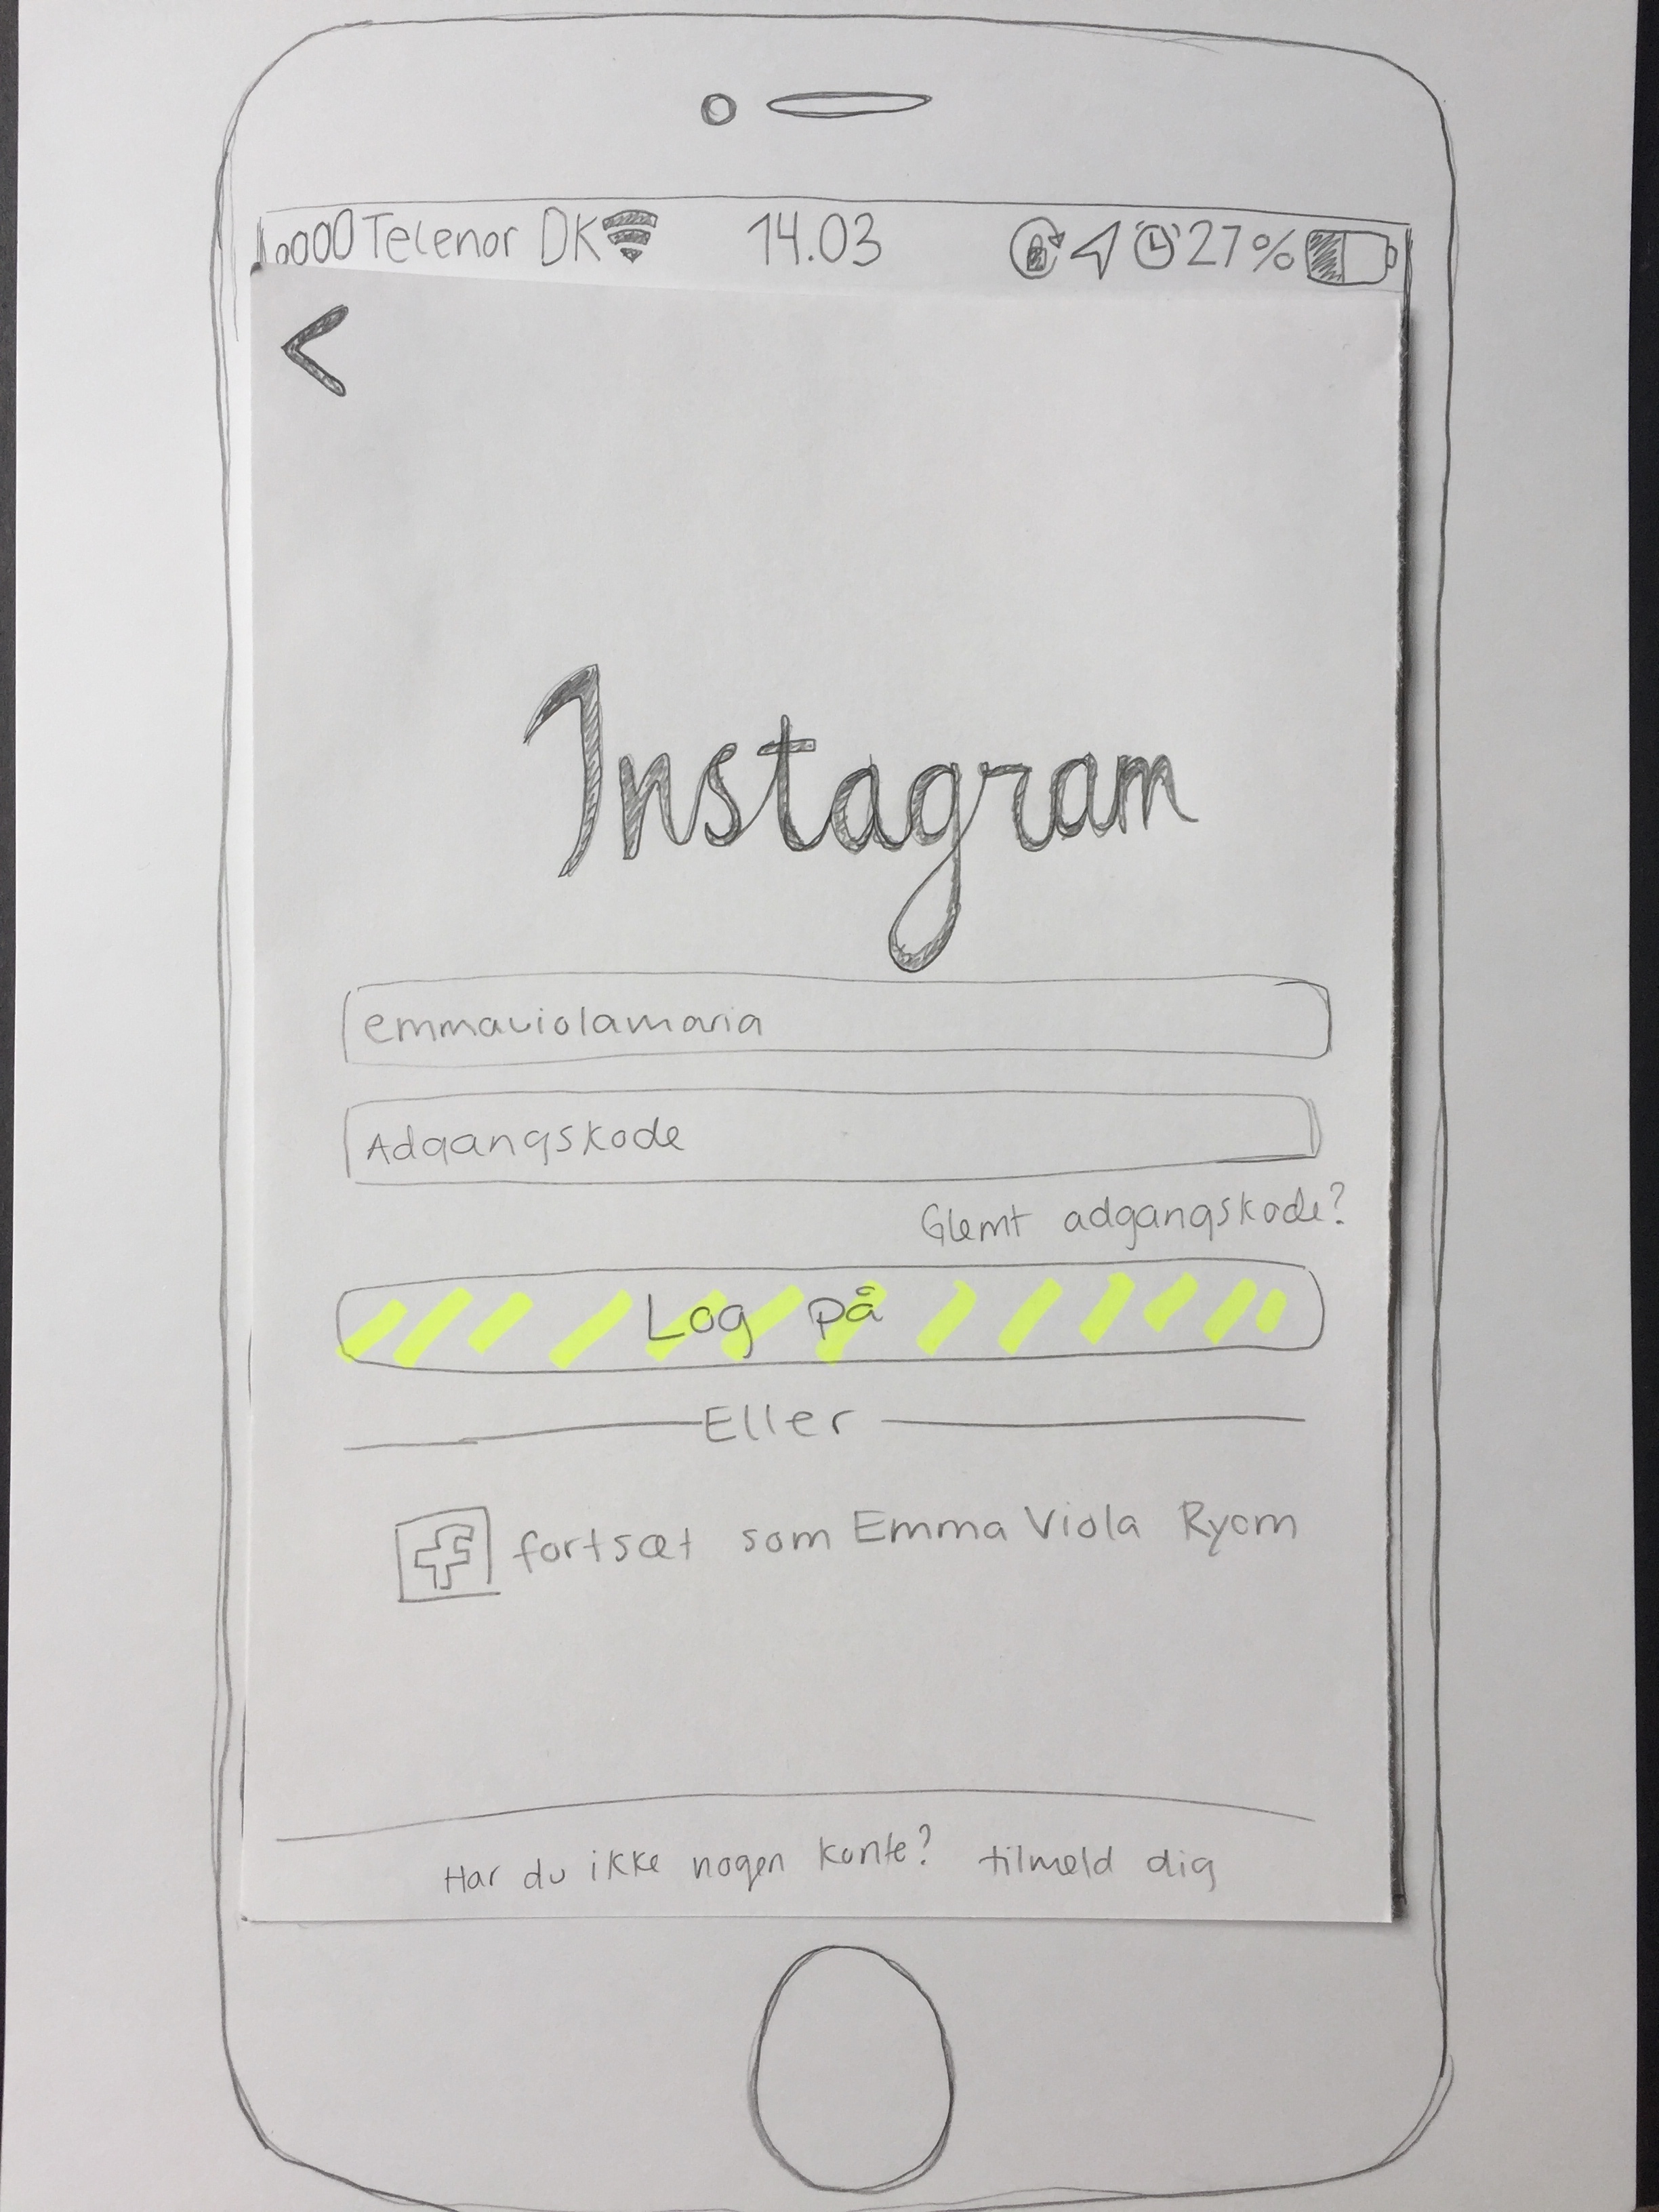 Telenor DK 14.03 27%
Instagram
emmaviolamaria
Adgangskode
Glemt adgangskode?
Log på
Eller
f fortsæt som Emma Viola Ryom
Har du ikke nogen konto? tilmeld dig